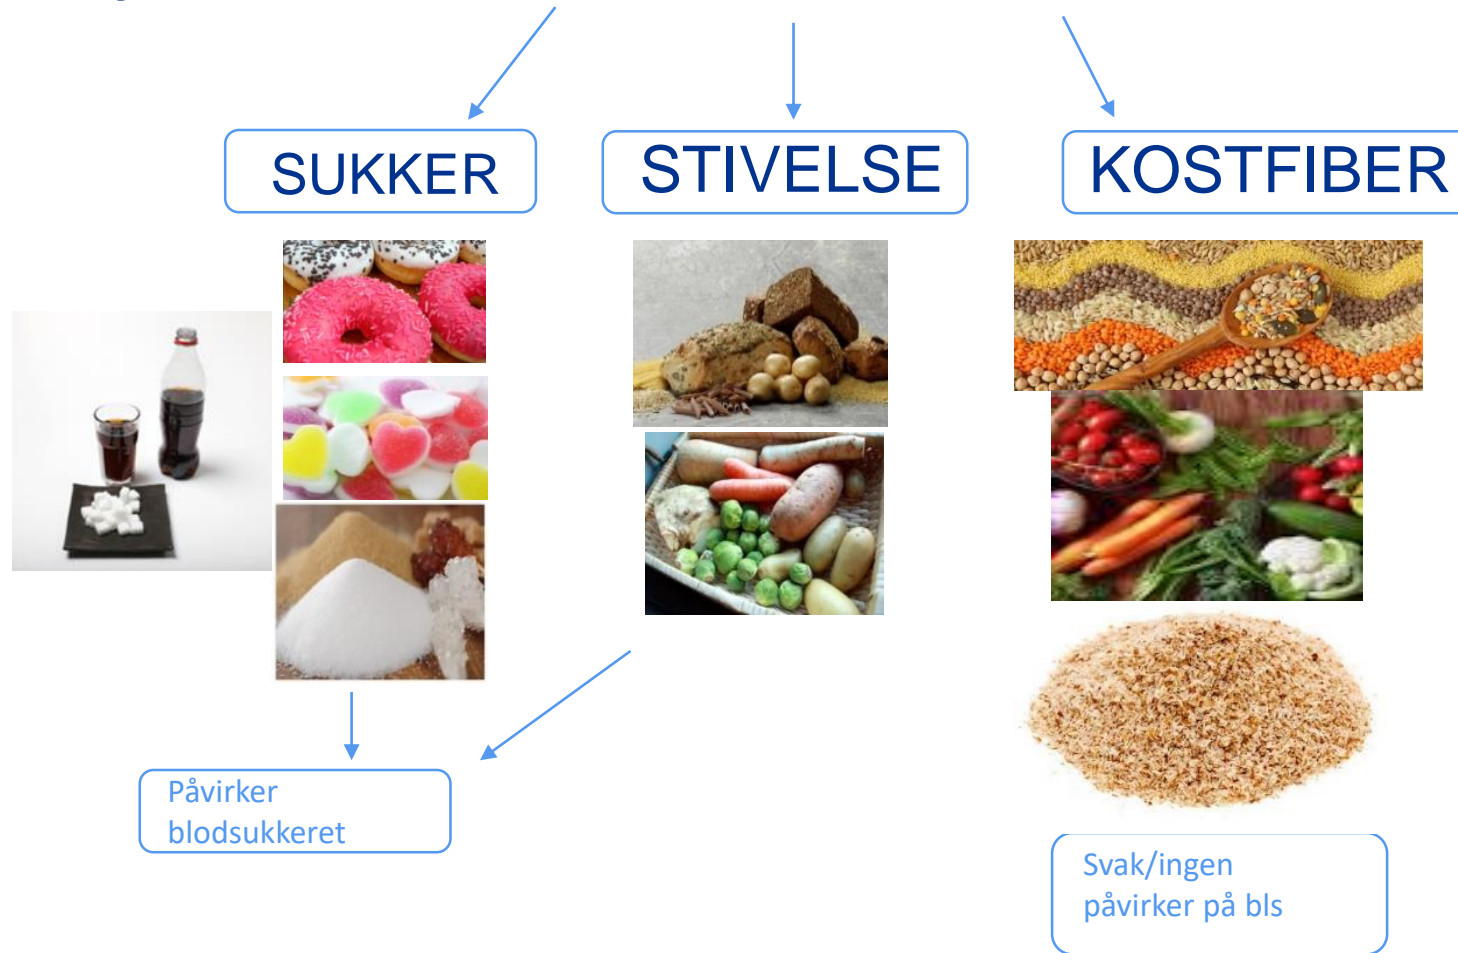 SUKKER
STIVELSE
KOSTFIBER
Påvirker
blodsukkeret
Svak/ingen
påvirker på bls